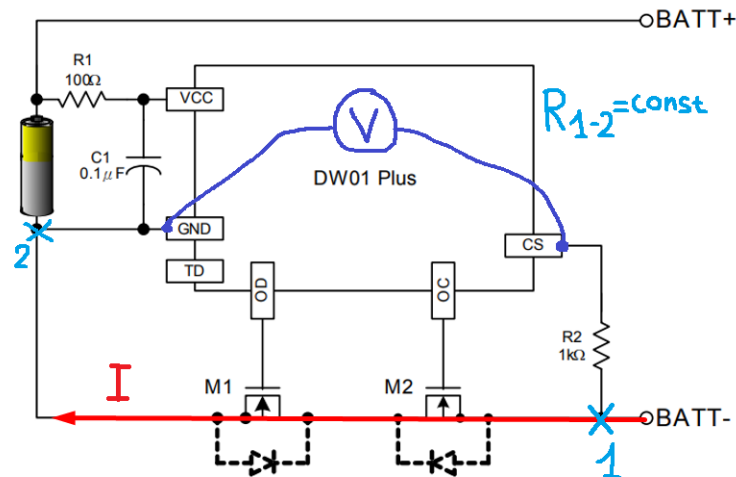 BATT+
R1
100Ω
VCC
R1-2=const
V
C1
0.1μF
DW01 Plus
GND
2
CS
TD
OD
OC
R2
1kΩ
I
M1
M2
BATT-
1